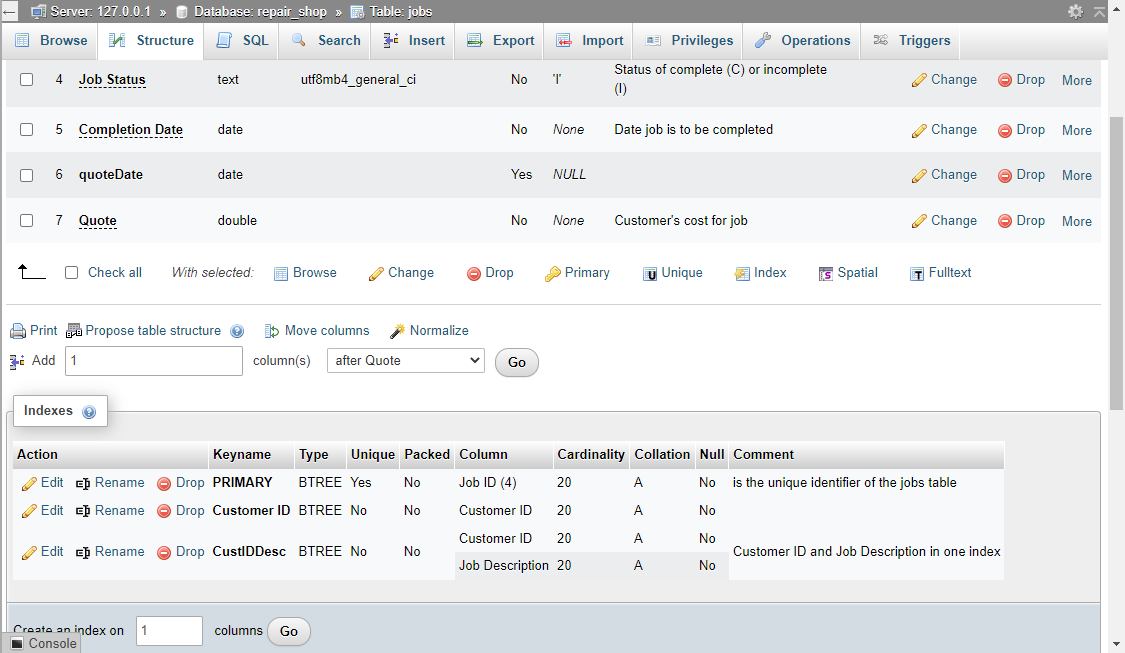 Server: 127.0.0.1 » Database: repair_shop » Table: jobs
Browse Structure SQL Search Insert Export Import Privileges Operations Triggers
4 Job Status text utf8mb4_general_ci No 'I' Status of complete (C) or incomplete
(I) Change Drop More
5 Completion Date date No None Date job is to be completed Change Drop More
6 quoteDate date Yes NULL Change Drop More
7 Quote double No None Customer's cost for job Change Drop More
Check all With selected: Browse Change Drop Primary Unique Index Spatial Fulltext
Print Propose table structure Move columns Normalize
Add 1 column(s) after Quote Go
Indexes
Action Keyname Type Unique Packed Column Cardinality Collation Null Comment
Edit Rename Drop PRIMARY BTREE Yes No Job ID (4) 20 A No is the unique identifier of the jobs table
Edit Rename Drop Customer ID BTREE No No Customer ID 20 A No
Edit Rename Drop CustIDDesc BTREE No No Customer ID 20 A No Customer ID and Job Description in one index
Job Description 20 A No
Create an index on 1 columns Go
Console